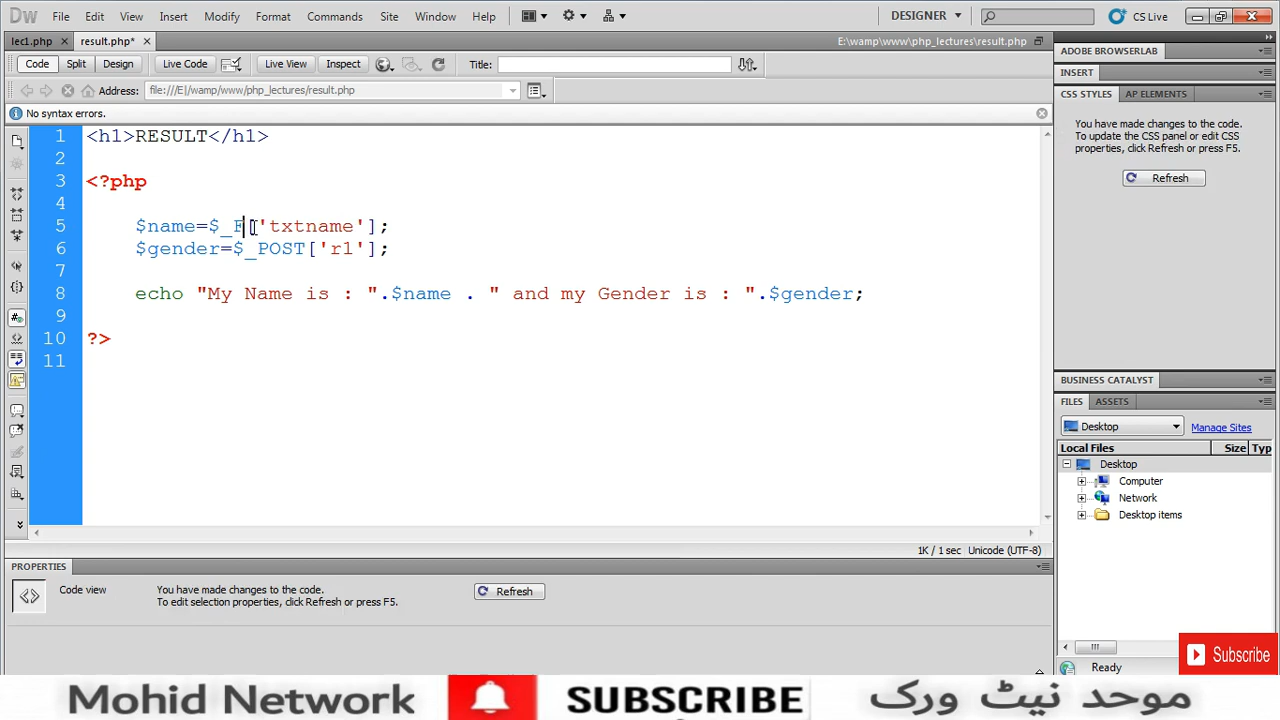 Dw File Edit View Insert Modify Format Commands Site Window Help DESIGNER CS Live
lec1.php result.php* E:\wamp\www\php_lectures\result.php
Code Split Design Live Code Live View Inspect Title:
Address: file:///E|/wamp/www/php_lectures/result.php
No syntax errors.
1 <h1>RESULT</h1>
2
3 <?php
4
5 $name=$_F['txtname'];
6 $gender=$_POST['r1'];
7
8 echo "My Name is : ".$name . " and my Gender is : ".$gender;
9
10 ?>
11
1K / 1 sec Unicode (UTF-8)
PROPERTIES
Code view
You have made changes to the code.
To edit selection properties, click Refresh or press F5.
Refresh
ADOBE BROWSERLAB
INSERT
CSS STYLES AP ELEMENTS
You have made changes to the code.
To update the CSS panel or edit CSS
properties, click Refresh or press F5.
Refresh
BUSINESS CATALYST
FILES ASSETS
Desktop Manage Sites
Local Files Size Typ
Desktop
Computer
Network
Desktop items
Ready
Subscribe
Mohid Network SUBSCRIBE موحد نیٹ ورک